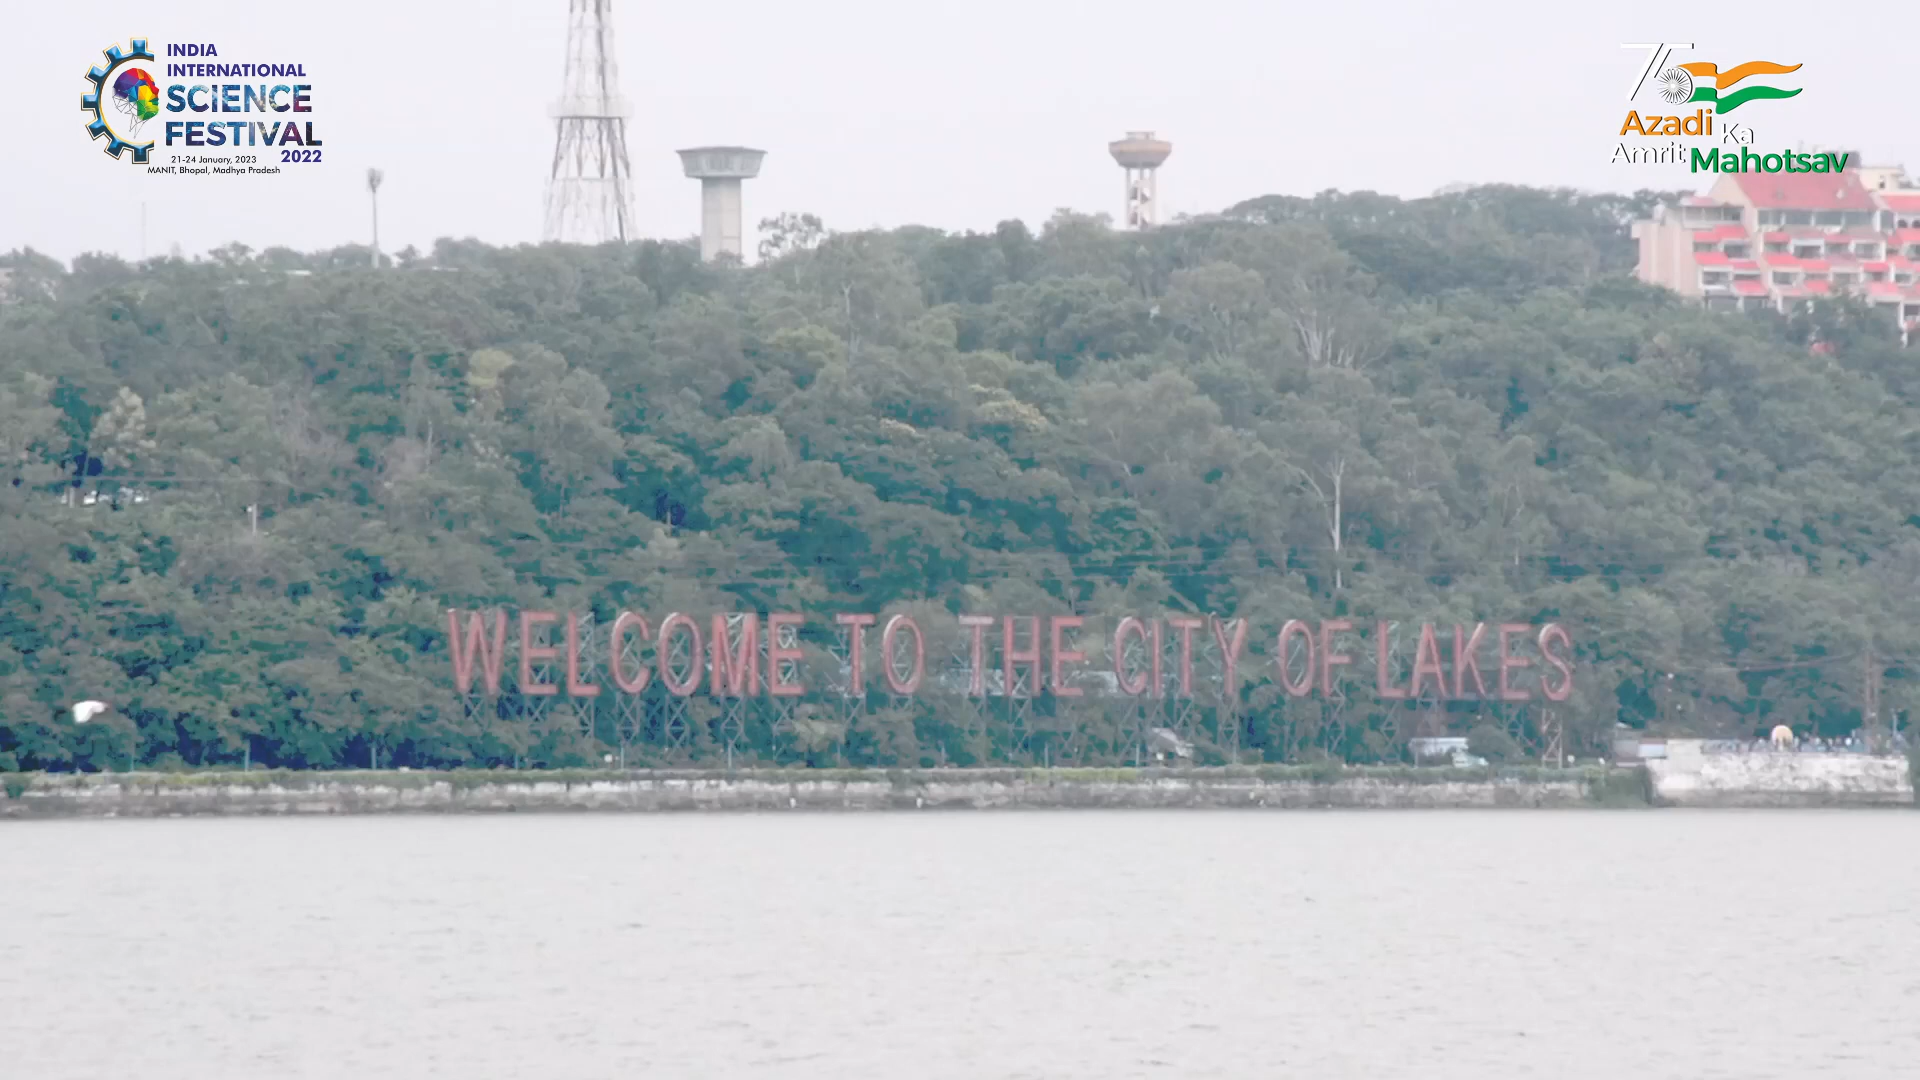 INDIA
INTERNATIONAL
SCIENCE
FESTIVAL
2022
21-24 January, 2023
MANIT, Bhopal, Madhya Pradesh
75
Azadi Ka
Amrit Mahotsav
WELCOME TO THE CITY OF LAKES